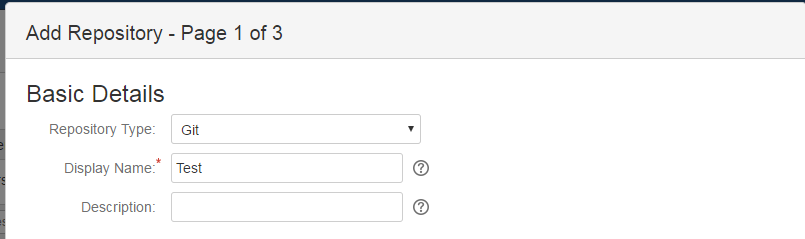 Add Repository - Page 1 of 3
Basic Details
Repository Type: Git
Display Name:* Test
Description: